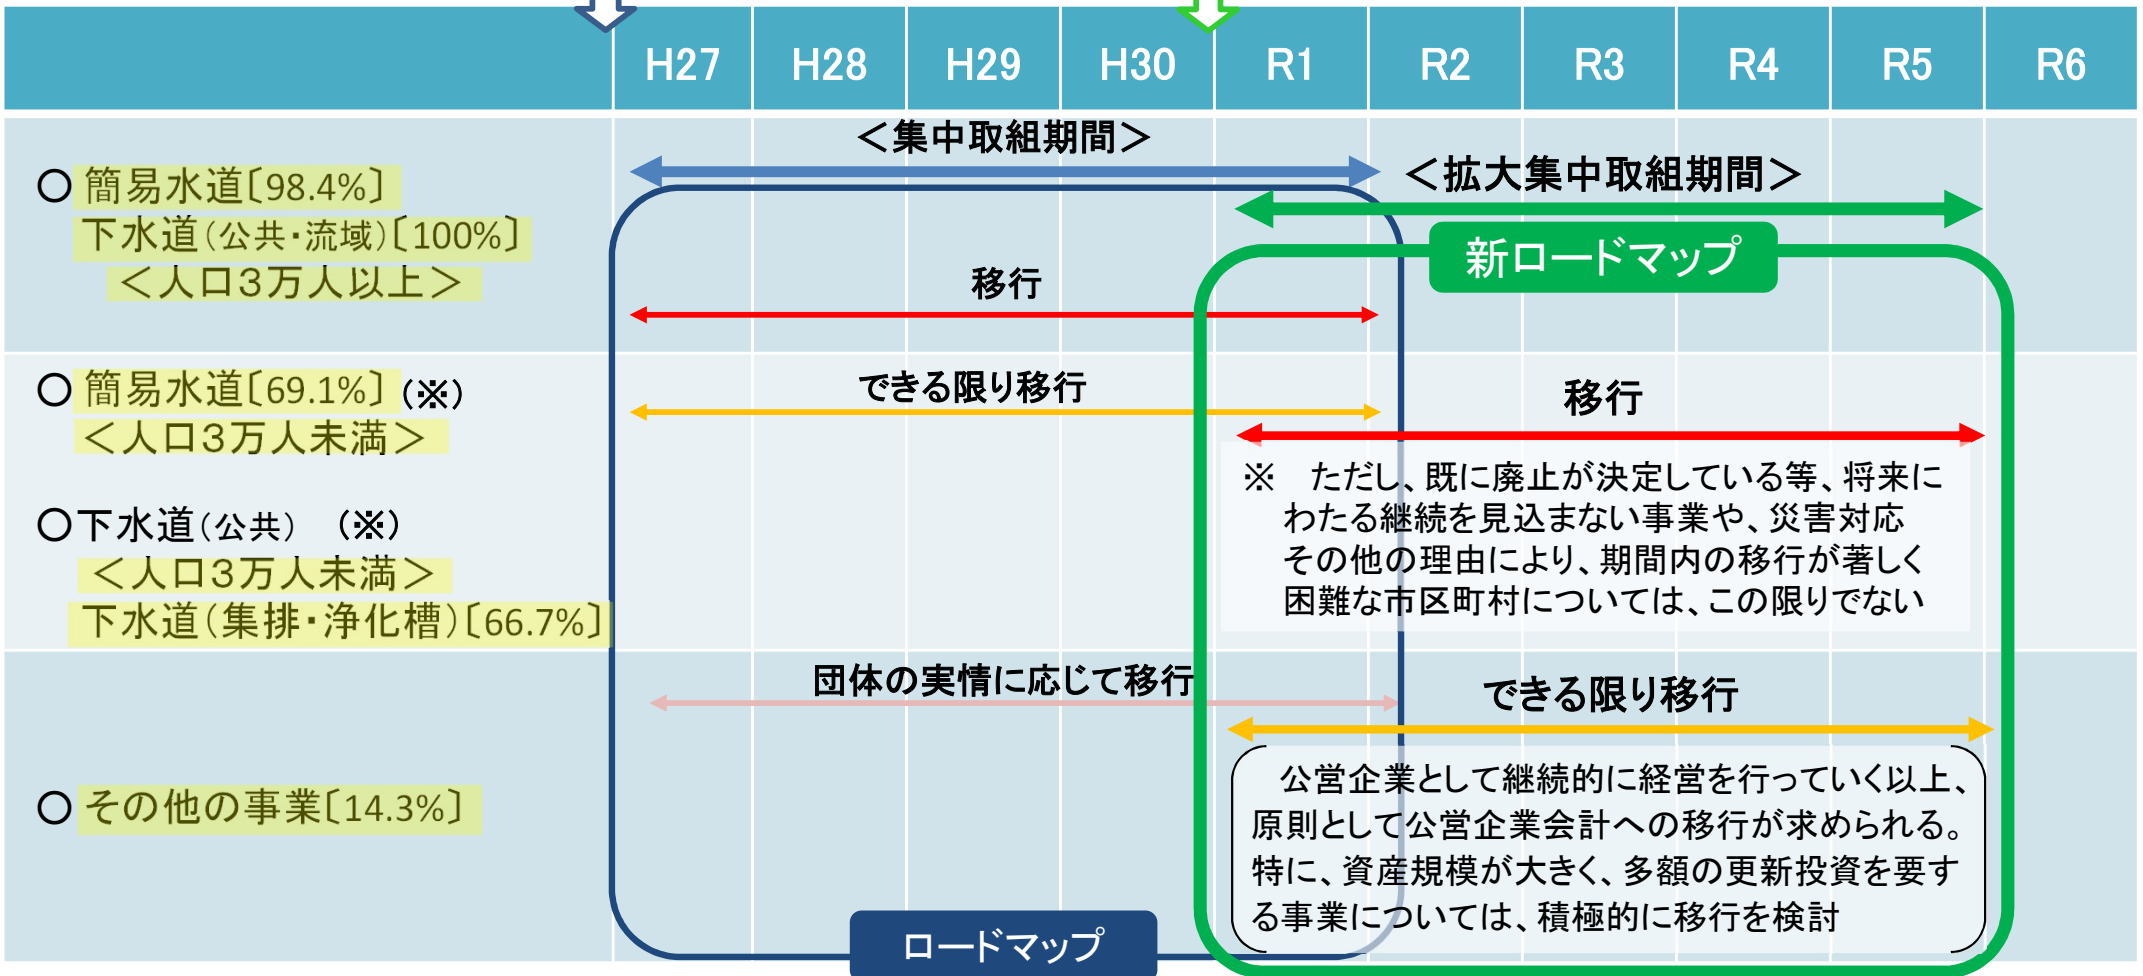 H27 H28 H29 H30 R1 R2 R3 R4 R5 R6
＜集中取組期間＞
＜拡大集中取組期間＞
新ロードマップ
○簡易水道〔98.4%〕
下水道（公共・流域）〔100%〕
＜人口３万人以上＞
移行
○簡易水道〔69.1%〕（※）
＜人口３万人未満＞
できる限り移行
移行
※　ただし、既に廃止が決定している等、将来に
わたる継続を見込まない事業や、災害対応
その他の理由により、期間内の移行が著しく
困難な市区町村については、この限りでない
○下水道（公共）　（※）
＜人口３万人未満＞
下水道（集排・浄化槽）〔66.7%〕
団体の実情に応じて移行
できる限り移行
○その他の事業〔14.3%〕
公営企業として継続的に経営を行っていく以上、
原則として公営企業会計への移行が求められる。
特に、資産規模が大きく、多額の更新投資を要す
る事業については、積極的に移行を検討
ロードマップ